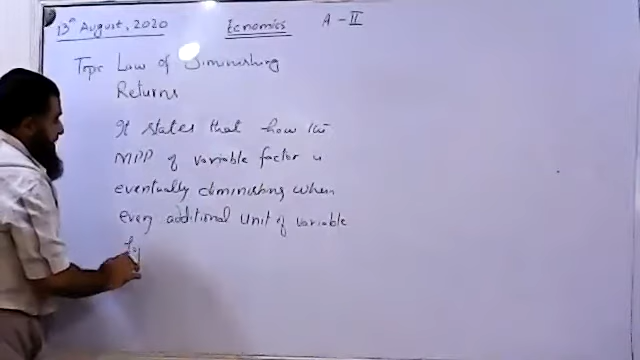 13th August, 2020 Economics A-II
Topic Law of Diminishing
Returns
It states that how the
MPP of variable factor is
eventually diminishing when
every additional unit of variable